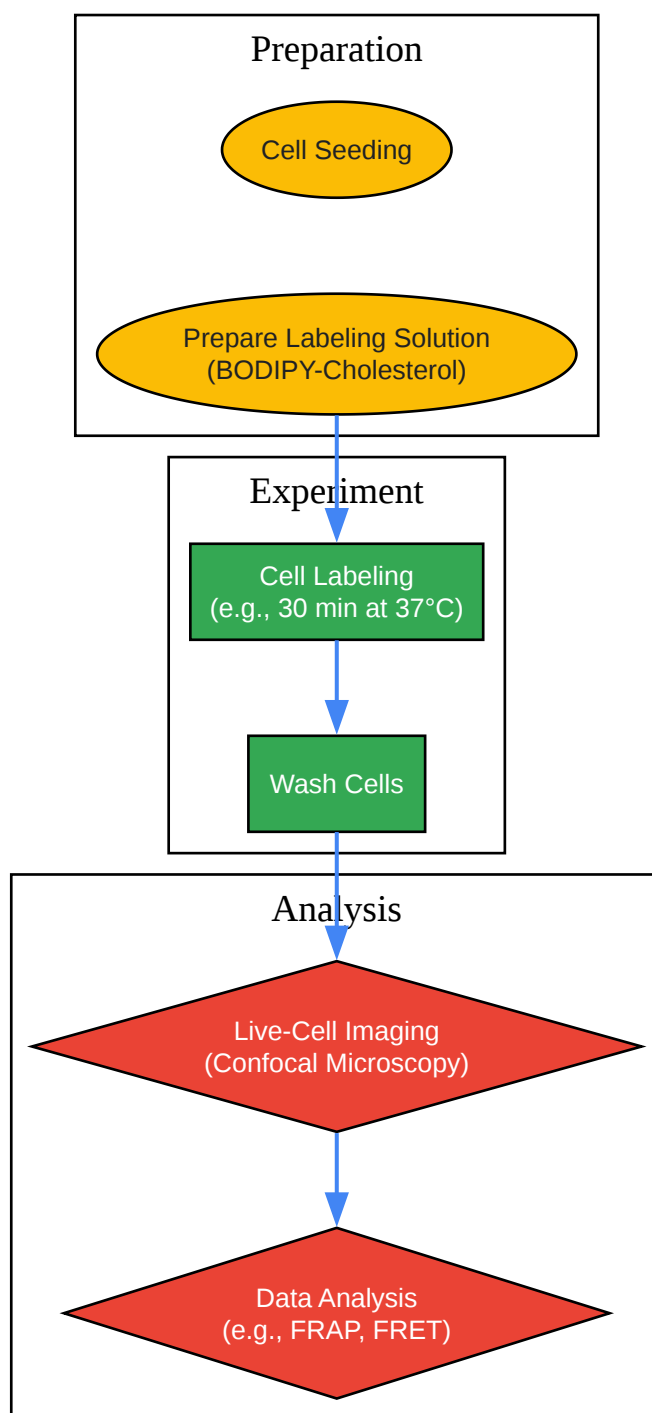 Preparation
Cell Seeding
Prepare Labeling Solution
(BODIPY-Cholesterol)
Experiment
Cell Labeling
(e.g., 30 min at 37°C)
Wash Cells
Analysis
Live-Cell Imaging
(Confocal Microscopy)
Data Analysis
(e.g., FRAP, FRET)